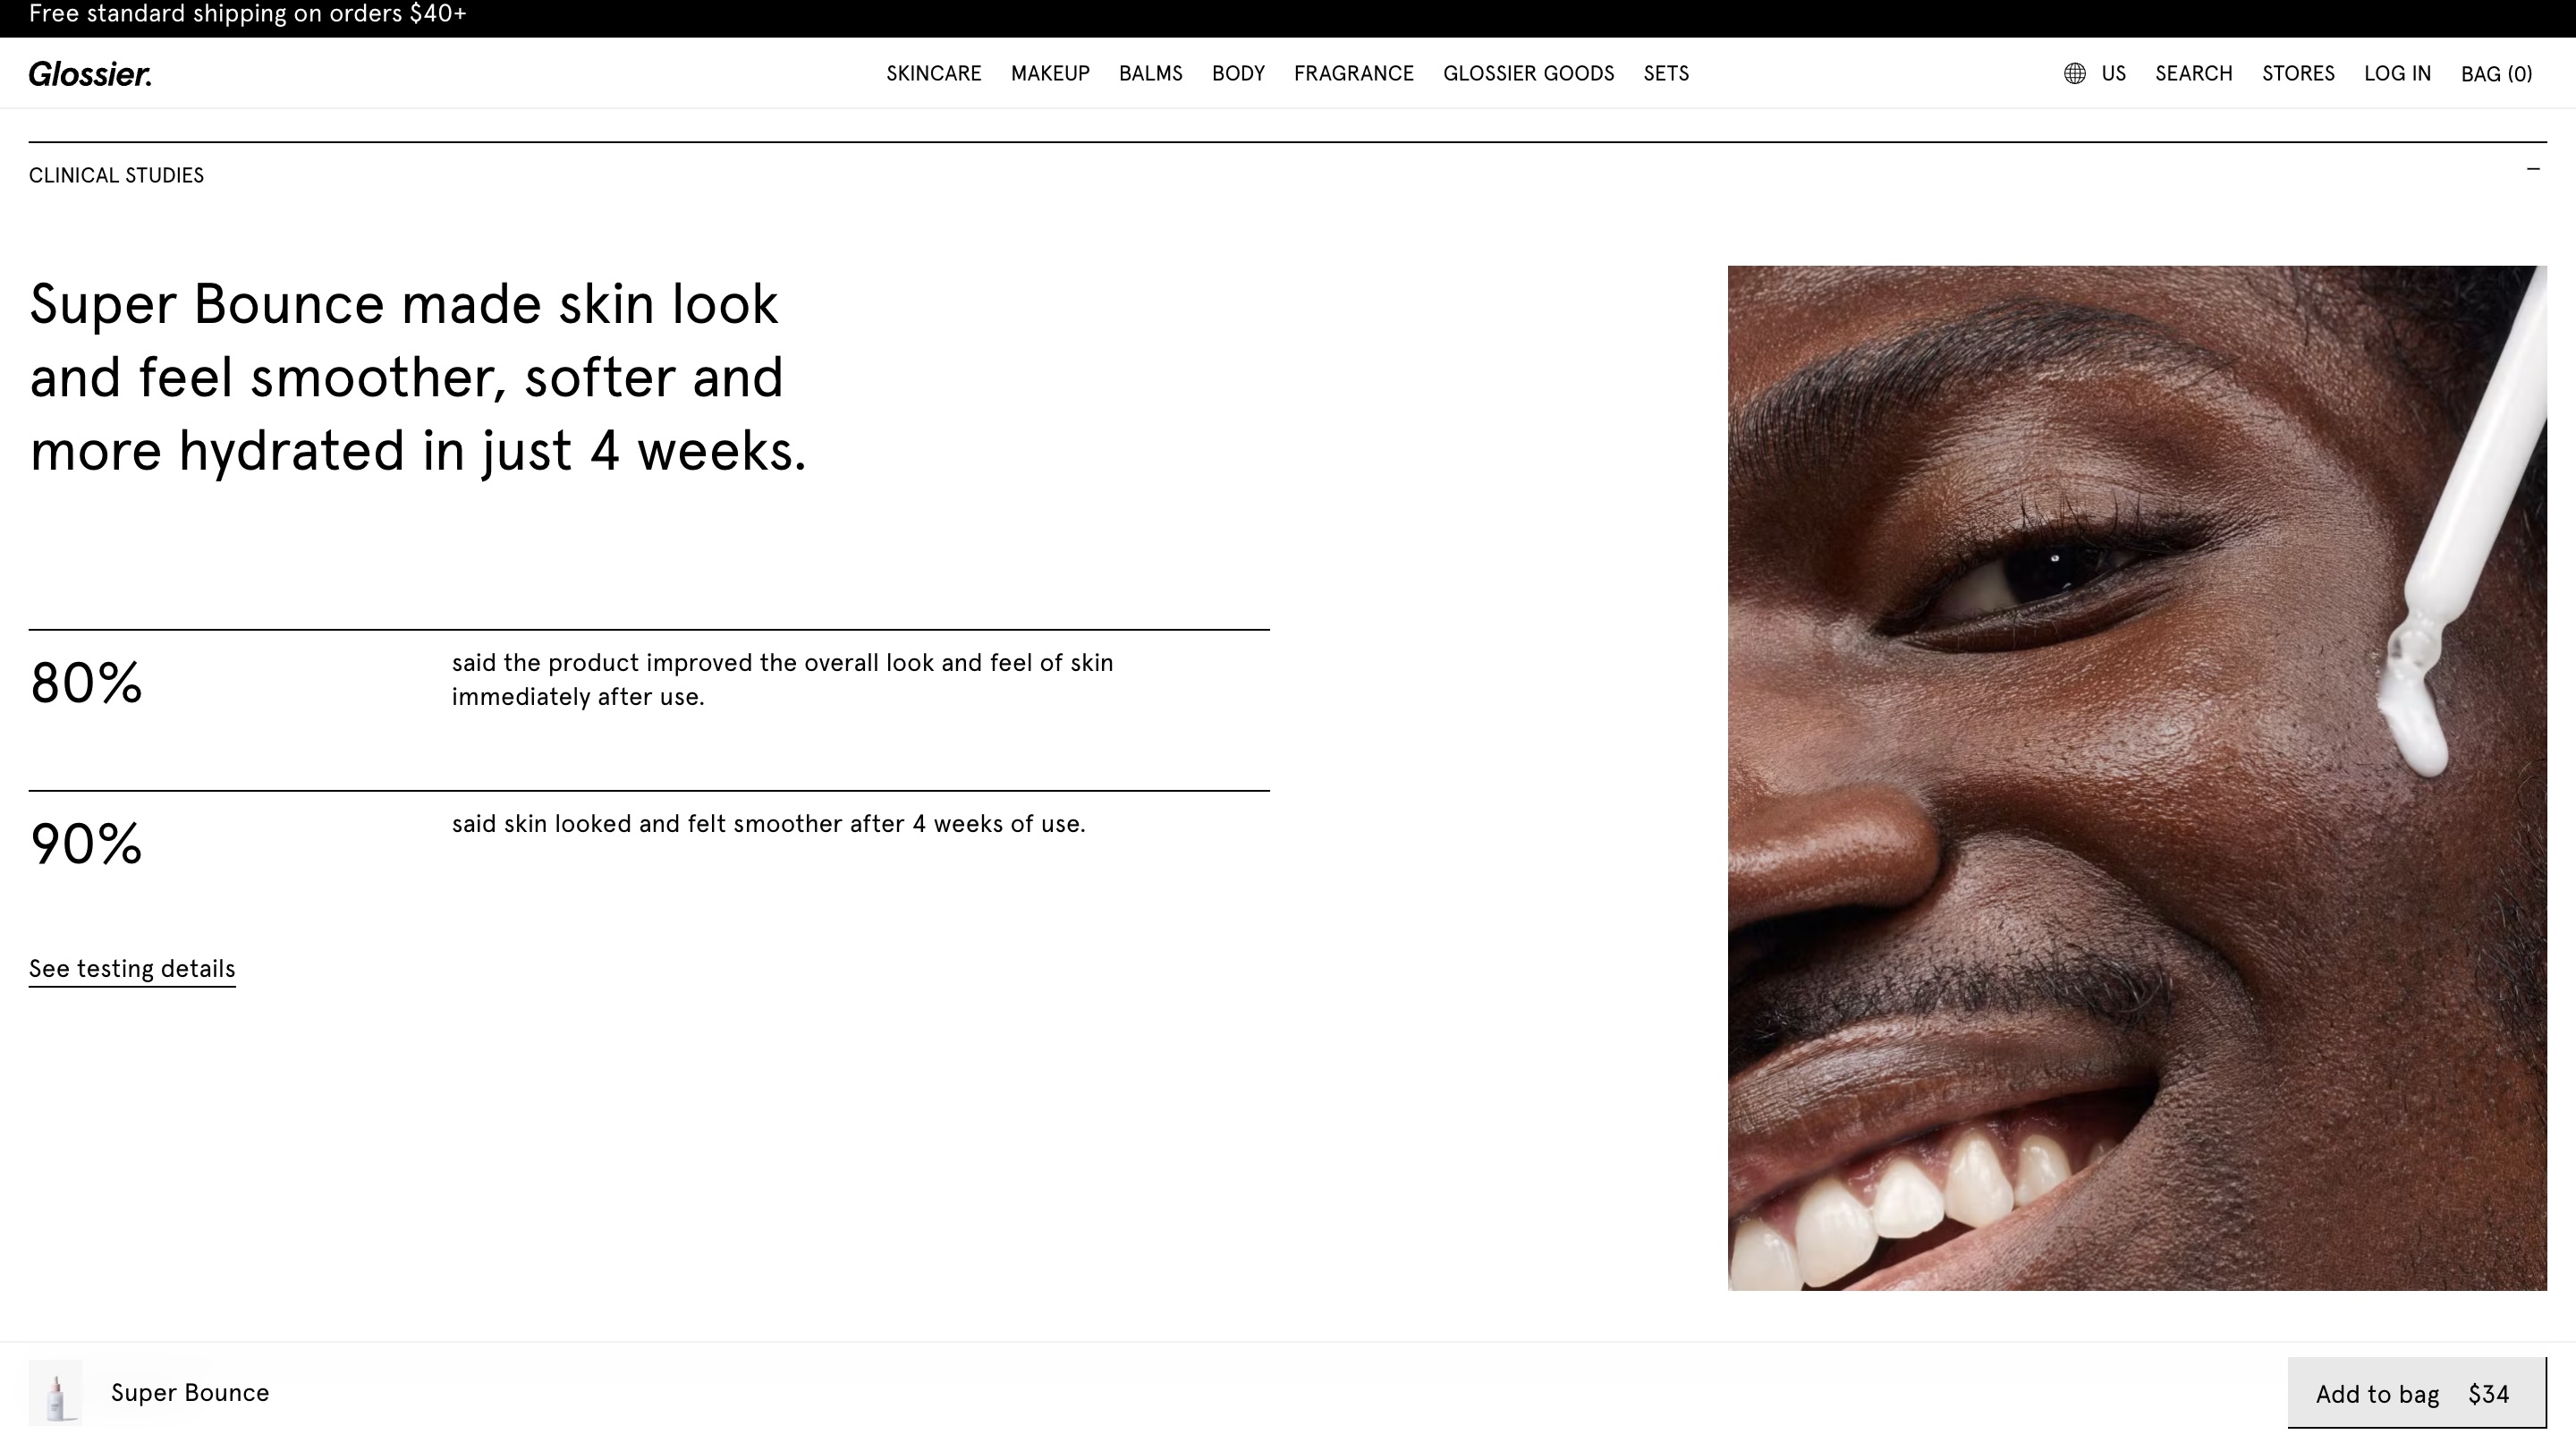 Free standard shipping on orders $40+
Glossier.
SKINCARE MAKEUP BALMS BODY FRAGRANCE GLOSSIER GOODS SETS
US SEARCH STORES LOG IN BAG (0)
CLINICAL STUDIES
Super Bounce made skin look
and feel smoother, softer and
more hydrated in just 4 weeks.
80%
said the product improved the overall look and feel of skin
immediately after use.
90%
said skin looked and felt smoother after 4 weeks of use.
See testing details
Super Bounce
Add to bag $34